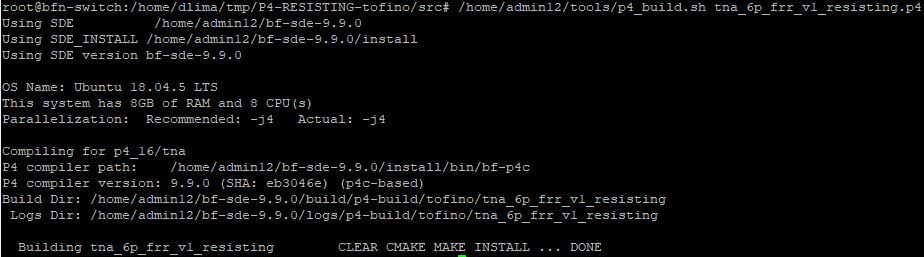 root@bfn-switch:/home/dlima/tmp/P4-RESISTING-tofino/src# /home/admin12/tools/p4_build.sh tna_6p_frr_v1_resisting.p4
Using SDE          /home/admin12/bf-sde-9.9.0
Using SDE_INSTALL /home/admin12/bf-sde-9.9.0/install
Using SDE version bf-sde-9.9.0
OS Name: Ubuntu 18.04.5 LTS
This system has 8GB of RAM and 8 CPU(s)
Parallelization:  Recommended: -j4   Actual: -j4
Compiling for p4_16/tna
P4 compiler path:    /home/admin12/bf-sde-9.9.0/install/bin/bf-p4c
P4 compiler version: 9.9.0 (SHA: eb3046e) (p4c-based)
Build Dir: /home/admin12/bf-sde-9.9.0/build/p4-build/tofino/tna_6p_frr_v1_resisting
 Logs Dir: /home/admin12/bf-sde-9.9.0/logs/p4-build/tofino/tna_6p_frr_v1_resisting
  Building tna_6p_frr_v1_resisting        CLEAR CMAKE MAKE INSTALL ... DONE